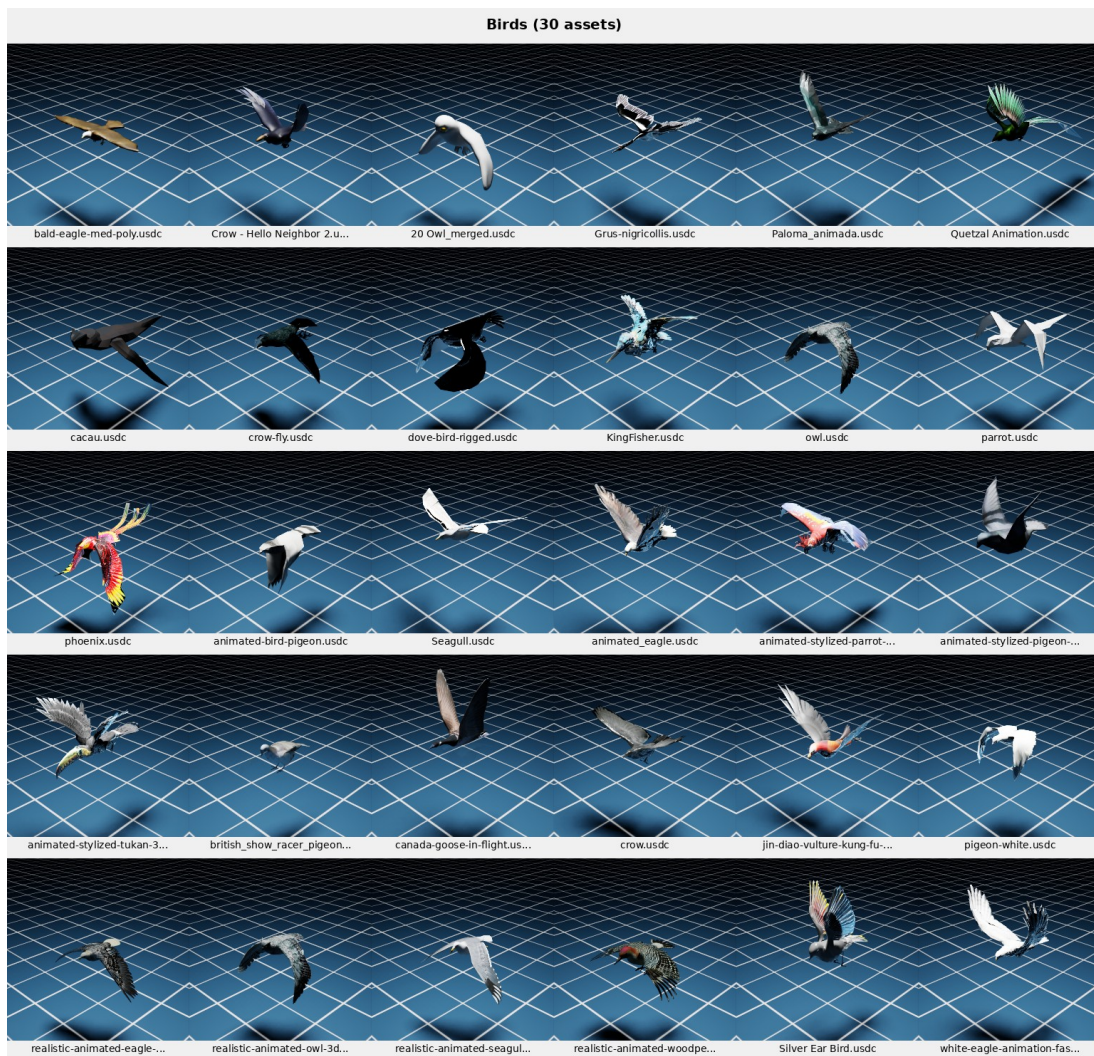 Birds (30 assets)
bald-eagle-med-poly.usdc
Crow - Hello Neighbor 2.u...
20 Owl_merged.usdc
Grus-nigricollis.usdc
Paloma_animada.usdc
Quetzal Animation.usdc
cacau.usdc
crow-fly.usdc
dove-bird-rigged.usdc
KingFisher.usdc
owl.usdc
parrot.usdc
phoenix.usdc
animated-bird-pigeon.usdc
Seagull.usdc
animated_eagle.usdc
animated-stylized-parrot-...
animated-stylized-pigeon-...
animated-stylized-tukan-3...
british_show_racer_pigeon...
canada-goose-in-flight.us...
crow.usdc
jin-diao-vulture-kung-fu-...
pigeon-white.usdc
realistic-animated-eagle-...
realistic-animated-owl-3d...
realistic-animated-seagul...
realistic-animated-woodpe...
Silver Ear Bird.usdc
white-eagle-animation-fas...